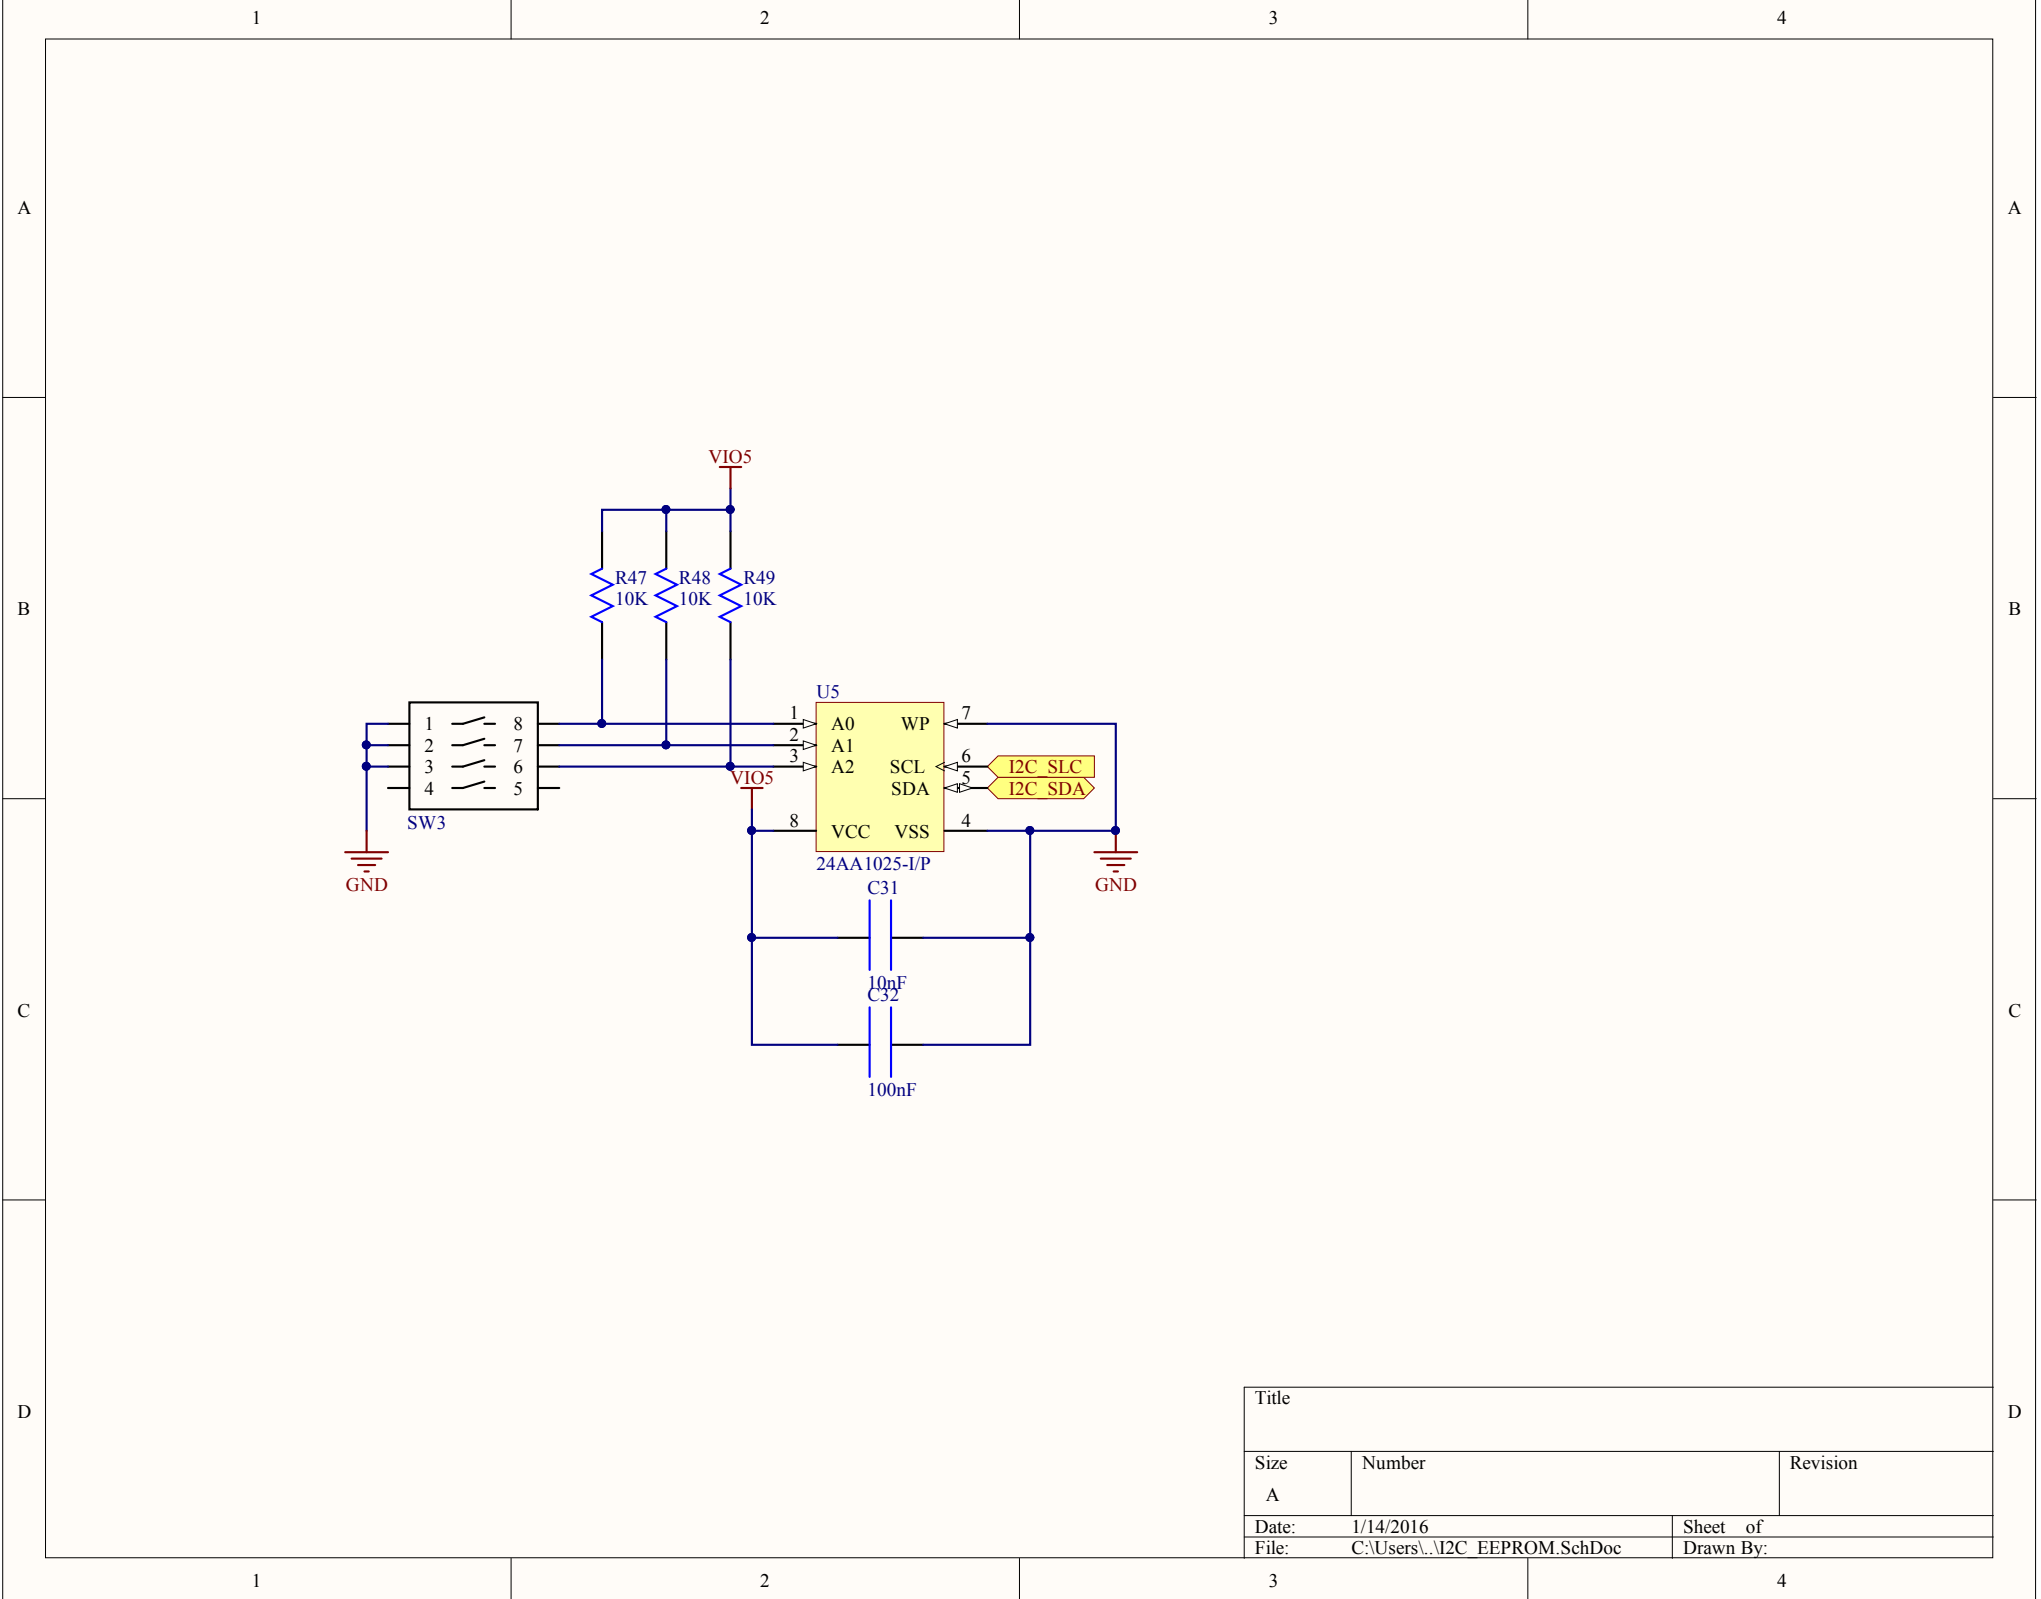 1 2 3 4
A A
VIO5
R47 R48 R49
10K 10K 10K
B B
U5
1 8 1 A0 WP 7
2 7 2 A1
3 6 3 A2 SCL 6 I2C_SLC
VIO5
4 5 SDA 5 I2C_SDA
SW3
8 VCC VSS 4
24AA1025-I/P
GND GND
C31
10nF
C32
C C
100nF
Title
D D
Size Number Revision
A
Date: 1/14/2016 Sheet of
File: C:\Users\..\I2C_EEPROM.SchDoc Drawn By:
1 2 3 4